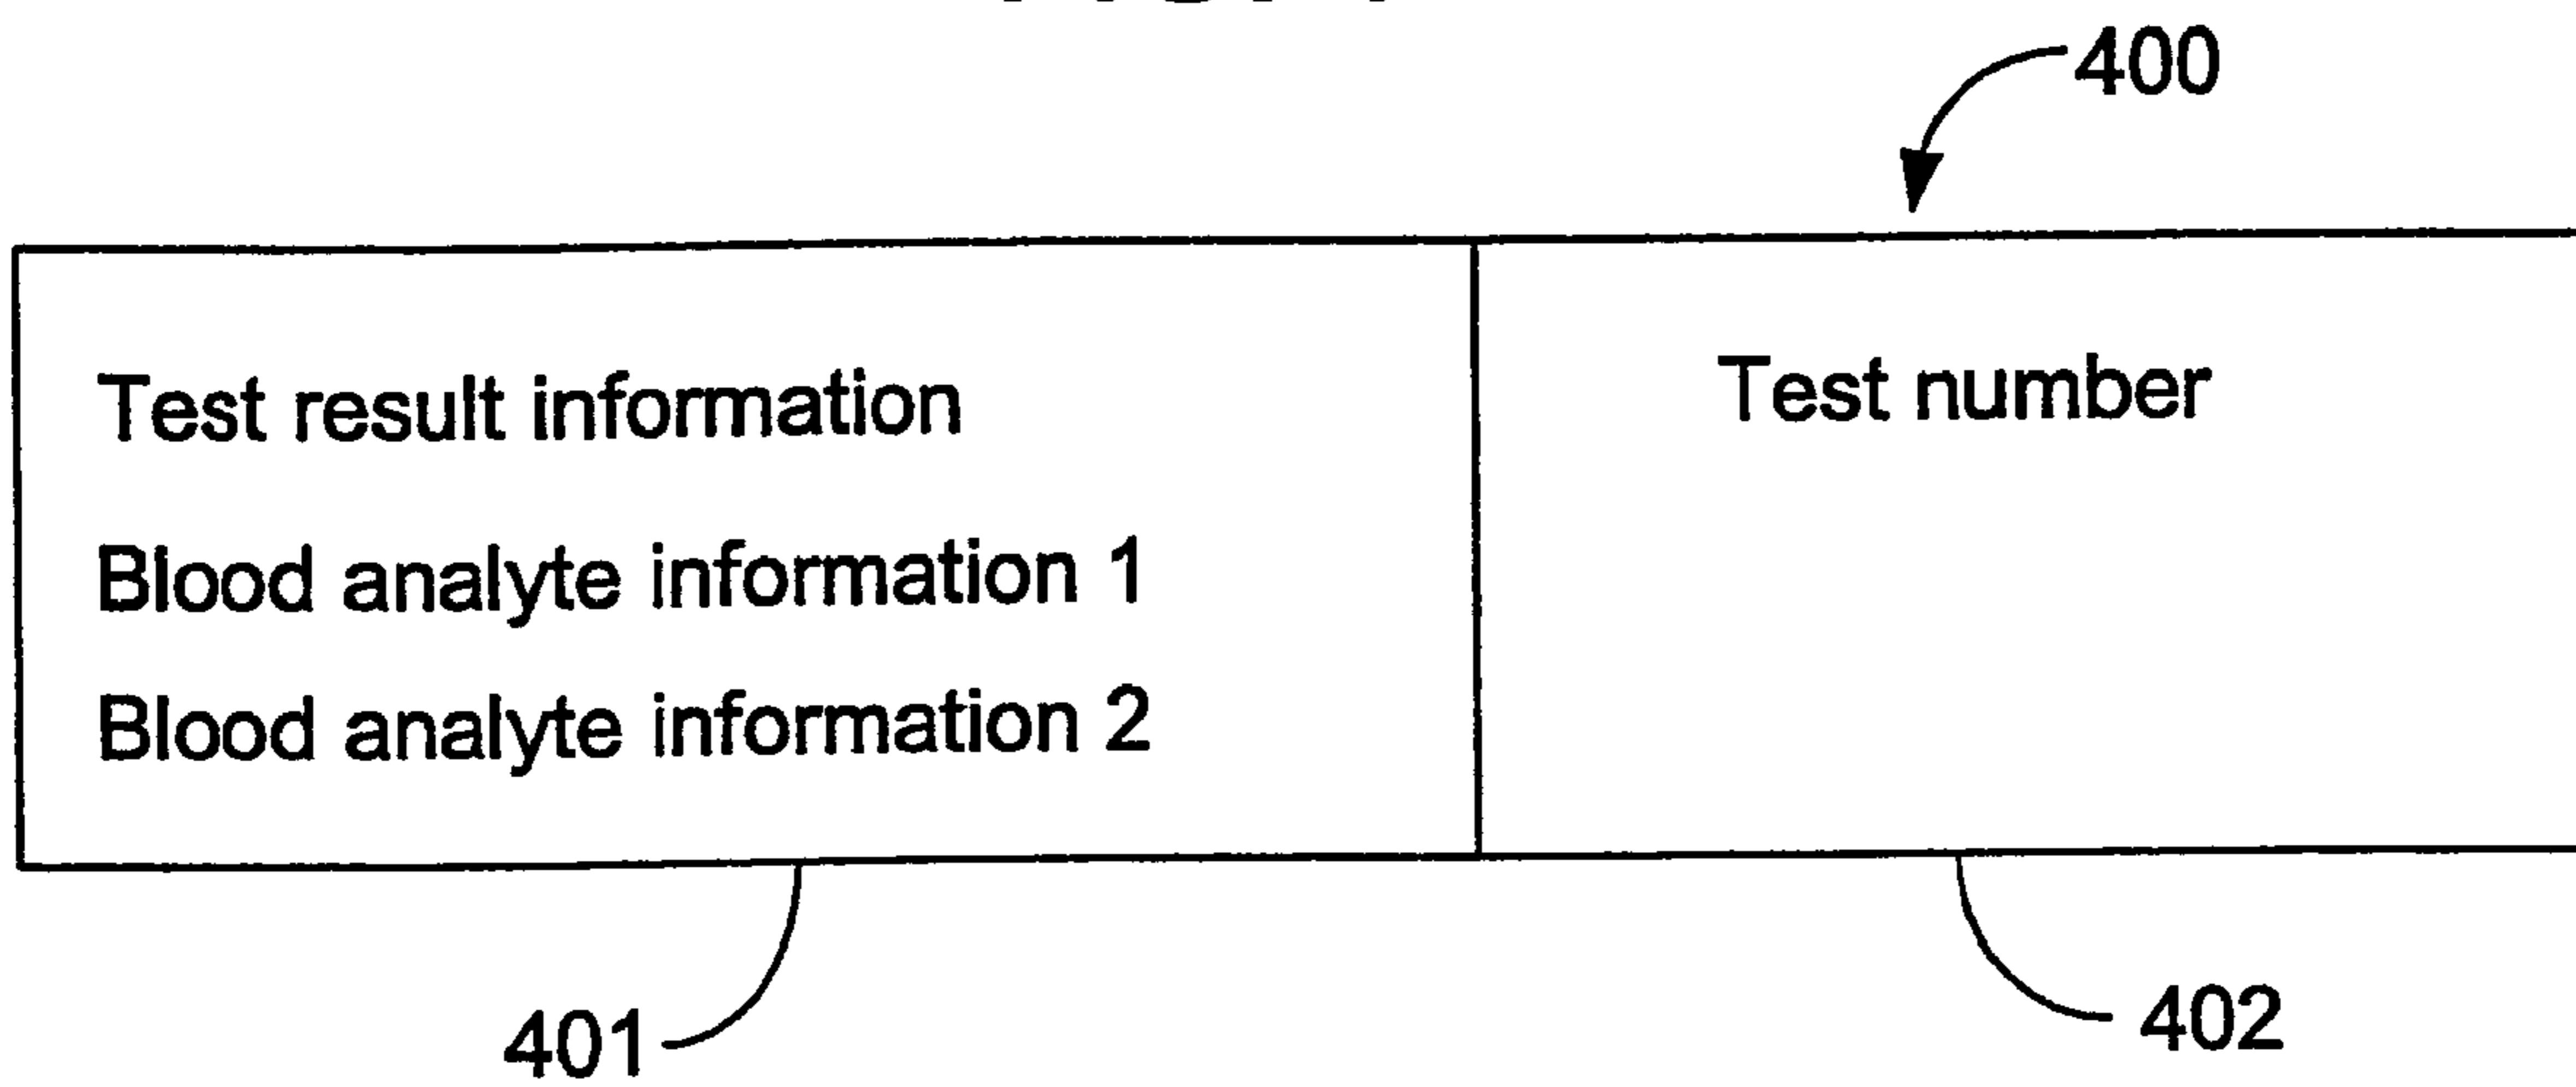 400
Test result information
Test number
Blood analyte information 1
Blood analyte information 2
401
402